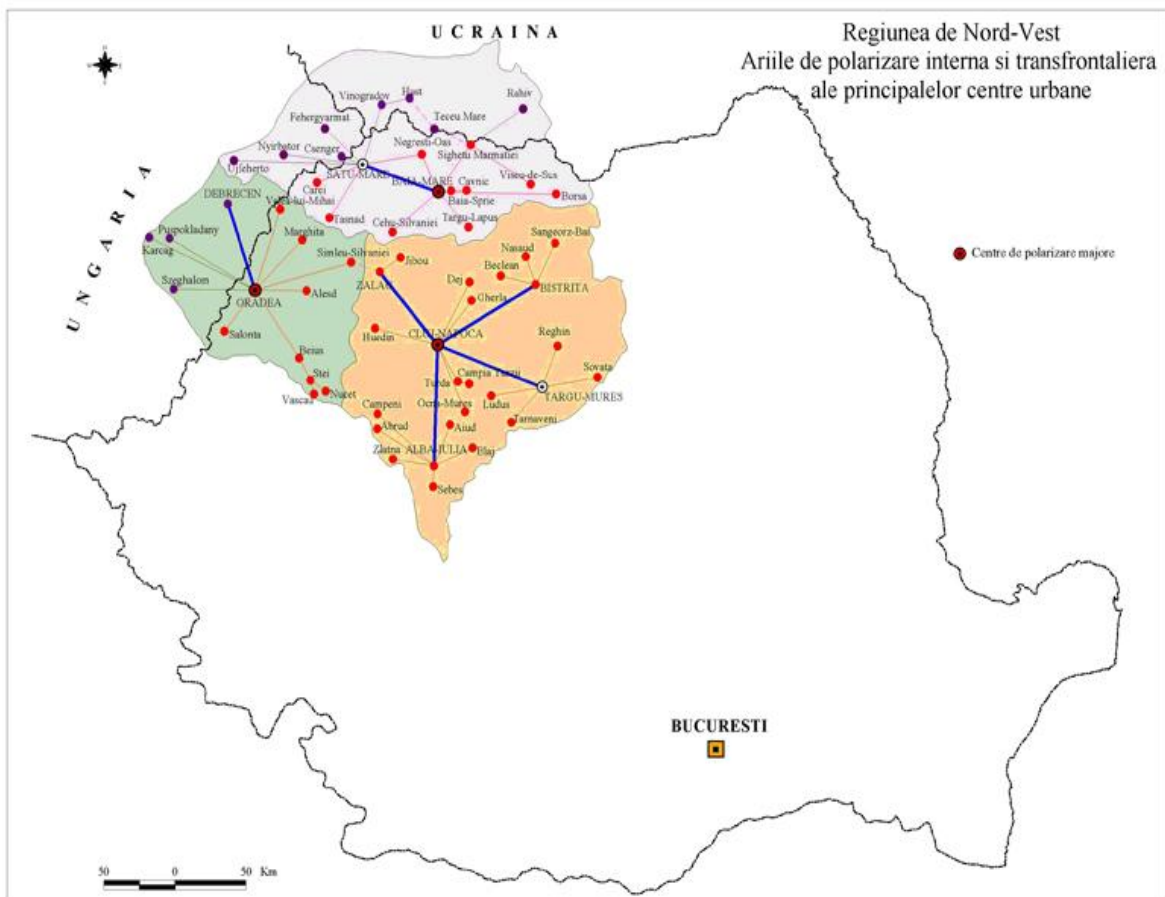 UCRAINA
Regiunea de Nord-Vest
Ariile de polarizare interna si transfrontaliera
ale principalelor centre urbane
Hust
Rahiv
Vinogradov
Teceu Mare
Fehergyarmat
Negresti-Oas
Nyirbator
Csenger
Sighetu Marmatiei
Ujfeherto
SATU-MARE
Viseu-de-Sus
BAIA-MARE
Cavnic
Carei
DEBRECEN
Valea-lui-Mihai
Baia-Sprie
Borsa
Tasnad
Cehu-Silvaniei
Targu-Lapus
UNGARIA
Puspokladany
Marghita
Karcag
Simleu-Silvaniei
Jibou
Nasaud
Sangeorz-Bai
Centre de polarizare majore
Beclean
Szeghalom
ZALAU
Dej
BISTRITA
ORADEA
Alesd
Gherla
Salonta
Huedin
CLUJ-NAPOCA
Reghin
Beius
Stei
Turda
Campia Turzii
Sovata
Vascau
Nucet
Campeni
Ocna-Mures
Ludus
TARGU-MURES
Abrud
Aiud
Tarnaveni
Zlatna
ALBA-IULIA
Blaj
Sebes
BUCURESTI
50 0 50 Km